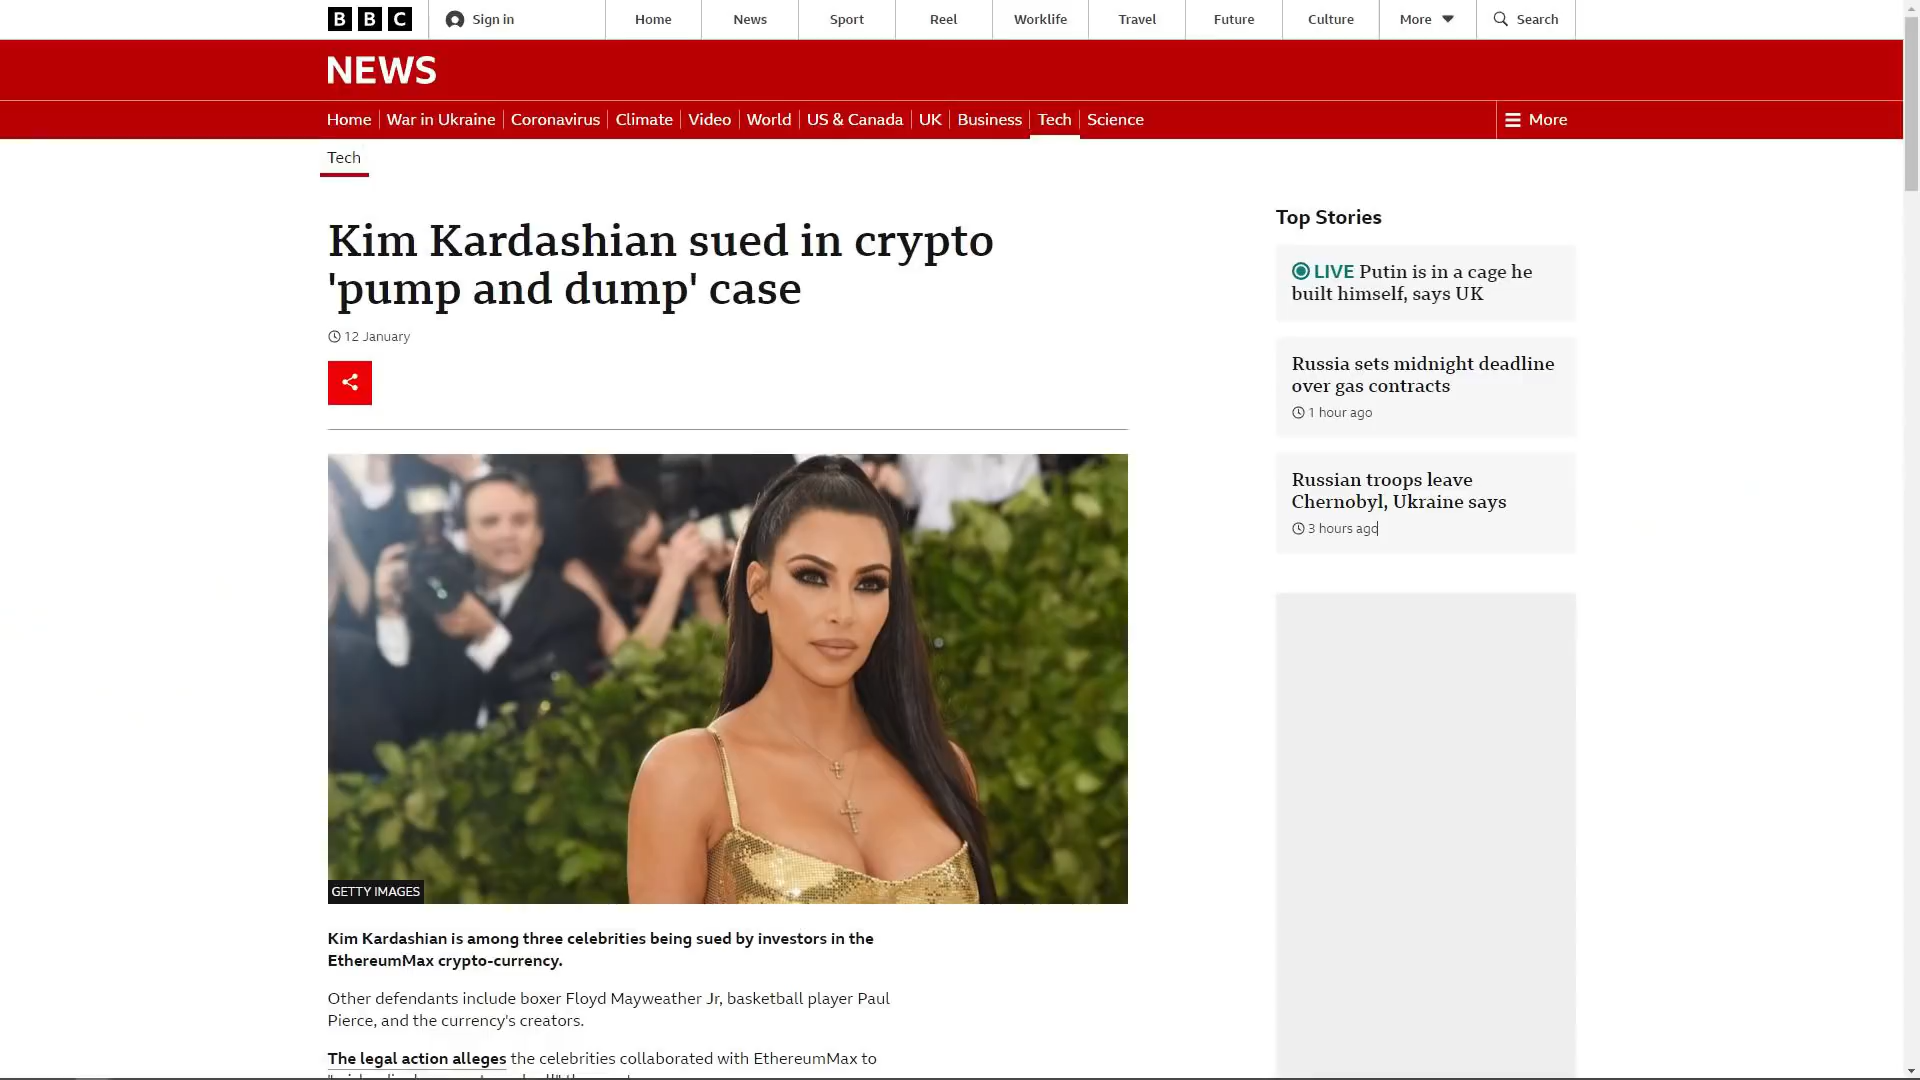 BBC Sign in Home News Sport Reel Worklife Travel Future Culture More Search
NEWS
Home War in Ukraine Coronavirus Climate Video World US & Canada UK Business Tech Science More
Tech
Kim Kardashian sued in crypto
'pump and dump' case
12 January
GETTY IMAGES
Kim Kardashian is among three celebrities being sued by investors in the
EthereumMax crypto-currency.
Other defendants include boxer Floyd Mayweather Jr, basketball player Paul
Pierce, and the currency's creators.
The legal action alleges the celebrities collaborated with EthereumMax to
Top Stories
LIVE Putin is in a cage he
built himself, says UK
Russia sets midnight deadline
over gas contracts
1 hour ago
Russian troops leave
Chernobyl, Ukraine says
3 hours ago